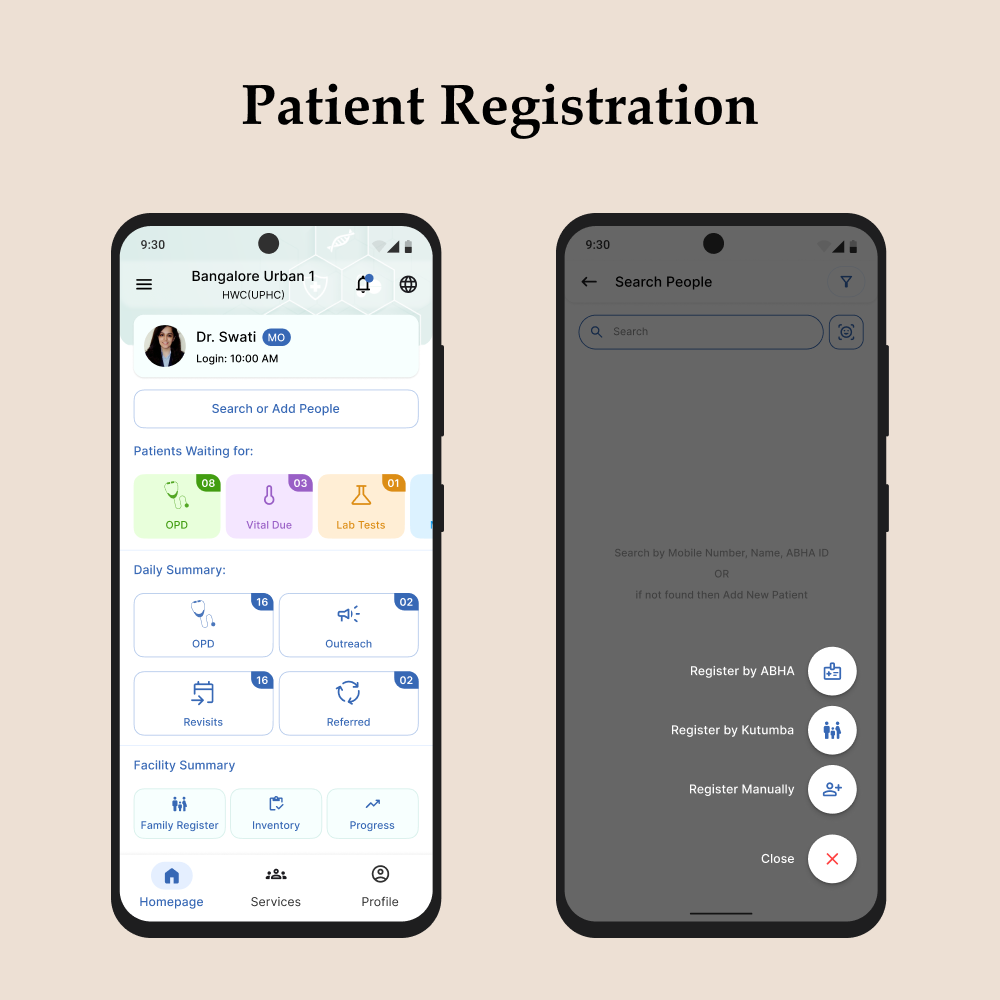 Patient Registration
9:30
Bangalore Urban 1
HWC(UPHC)
Dr. Swati MO
Login: 10:00 AM
Search or Add People
Patients Waiting for:
08 03 01
OPD Vital Due Lab Tests
Daily Summary:
16 02
OPD Outreach
16 02
Revisits Referred
Facility Summary
Family Register Inventory Progress
Homepage Services Profile
9:30
Search People
Search
Search by Mobile Number, Name, ABHA ID
OR
if not found then Add New Patient
Register by ABHA
Register by Kutumba
Register Manually
Close